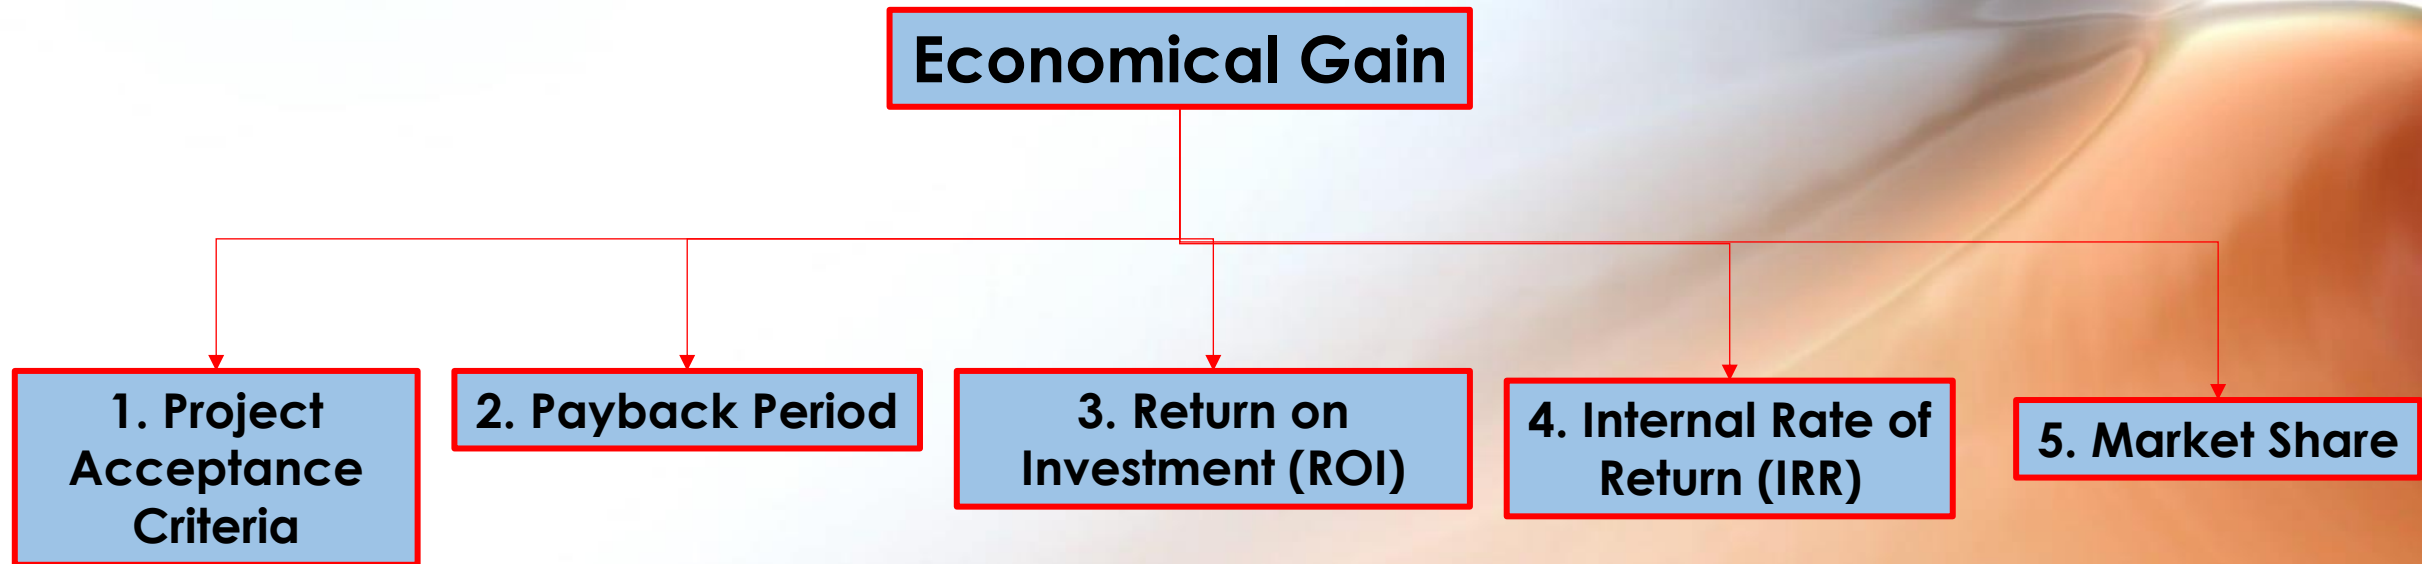 Economical Gain
1. Project
Acceptance
Criteria
2. Payback Period
3. Return on
Investment (ROI)
4. Internal Rate of
Return (IRR)
5. Market Share